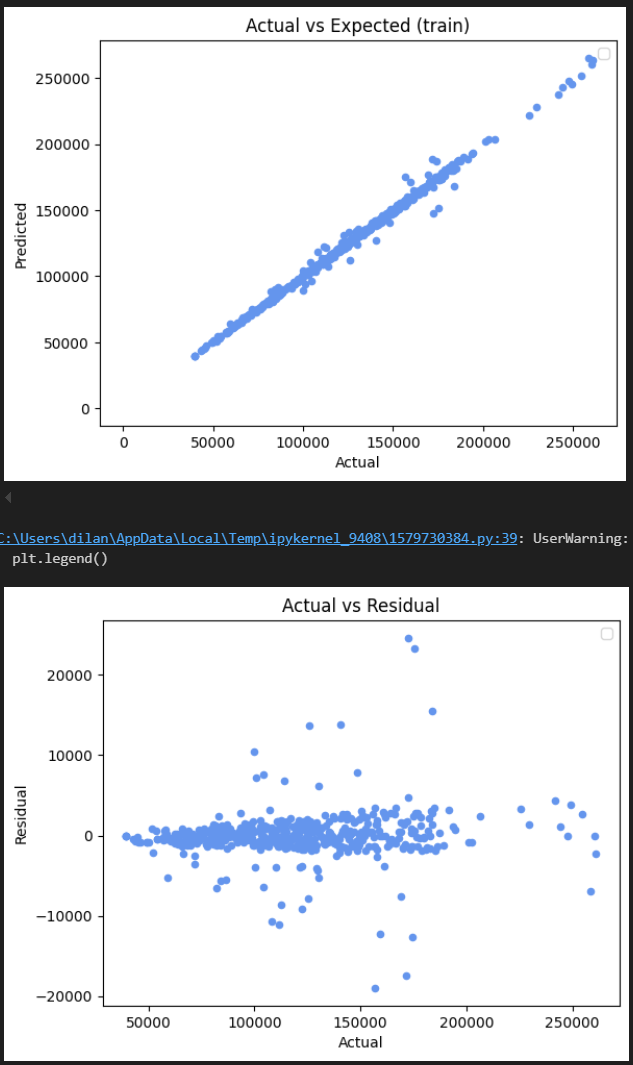 Actual vs Expected (train)
250000
200000
150000
100000
50000
0
Predicted
0 50000 100000 150000 200000 250000
Actual
C:\Users\dilan\AppData\Local\Temp\ipykernel_9408\1579730384.py:39: UserWarning:
plt.legend()
Actual vs Residual
20000
10000
0
−10000
−20000
Residual
50000 100000 150000 200000 250000
Actual